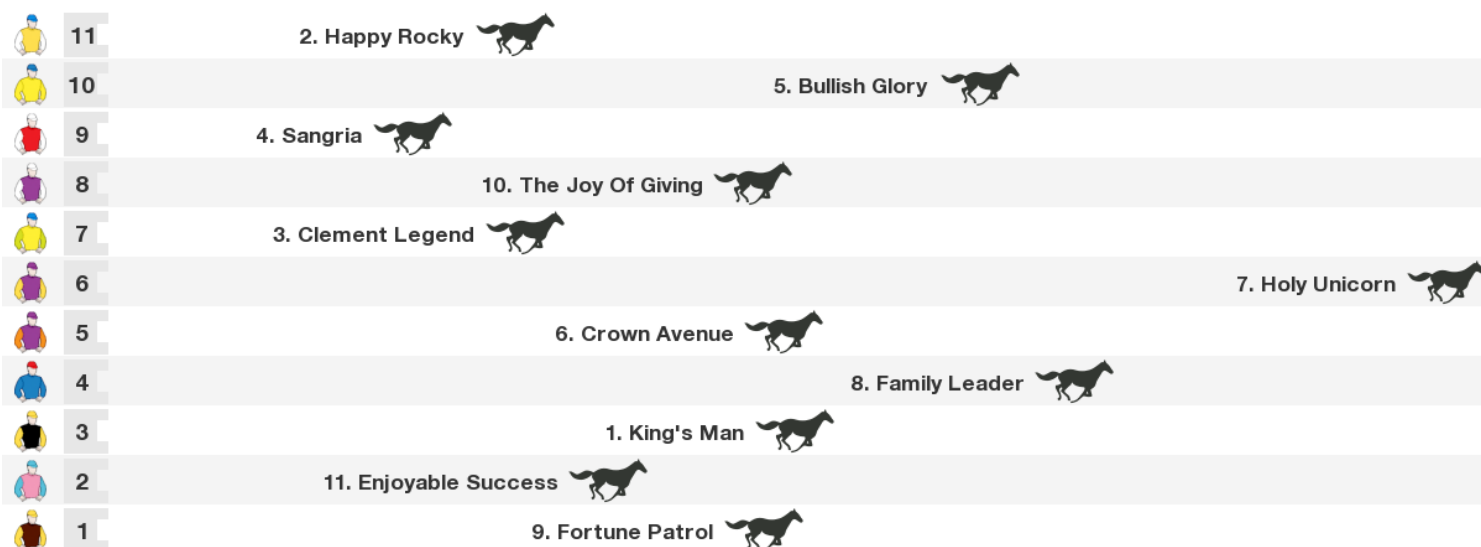 11 2. Happy Rocky
10 5. Bullish Glory
9 4. Sangria
8 10. The Joy Of Giving
7 3. Clement Legend
6 7. Holy Unicorn
5 6. Crown Avenue
4 8. Family Leader
3 1. King's Man
2 11. Enjoyable Success
1 9. Fortune Patrol